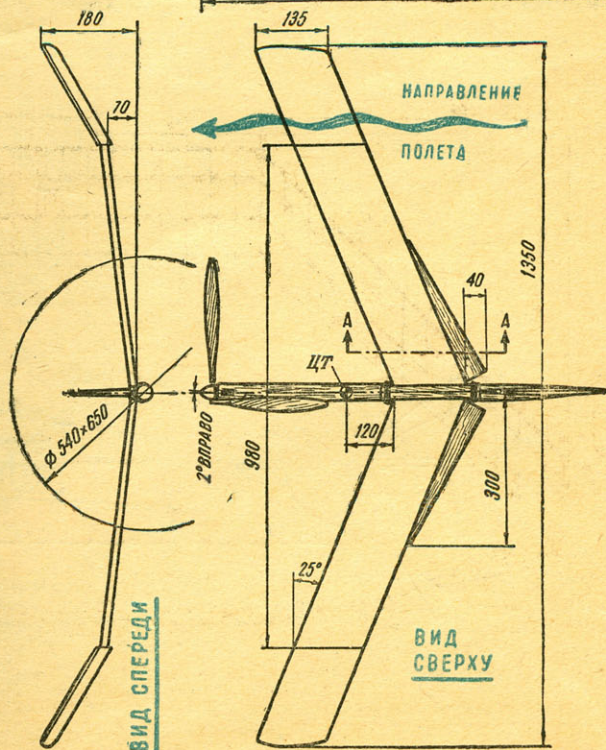 180
135
70
НАПРАВЛЕНИЕ
ПОЛЕТА
1350
40
А
А
ЦТ
Ø 540×650
2° ВПРАВО
980
120
300
25°
ВИД СПЕРЕДИ
ВИД
СВЕРХУ